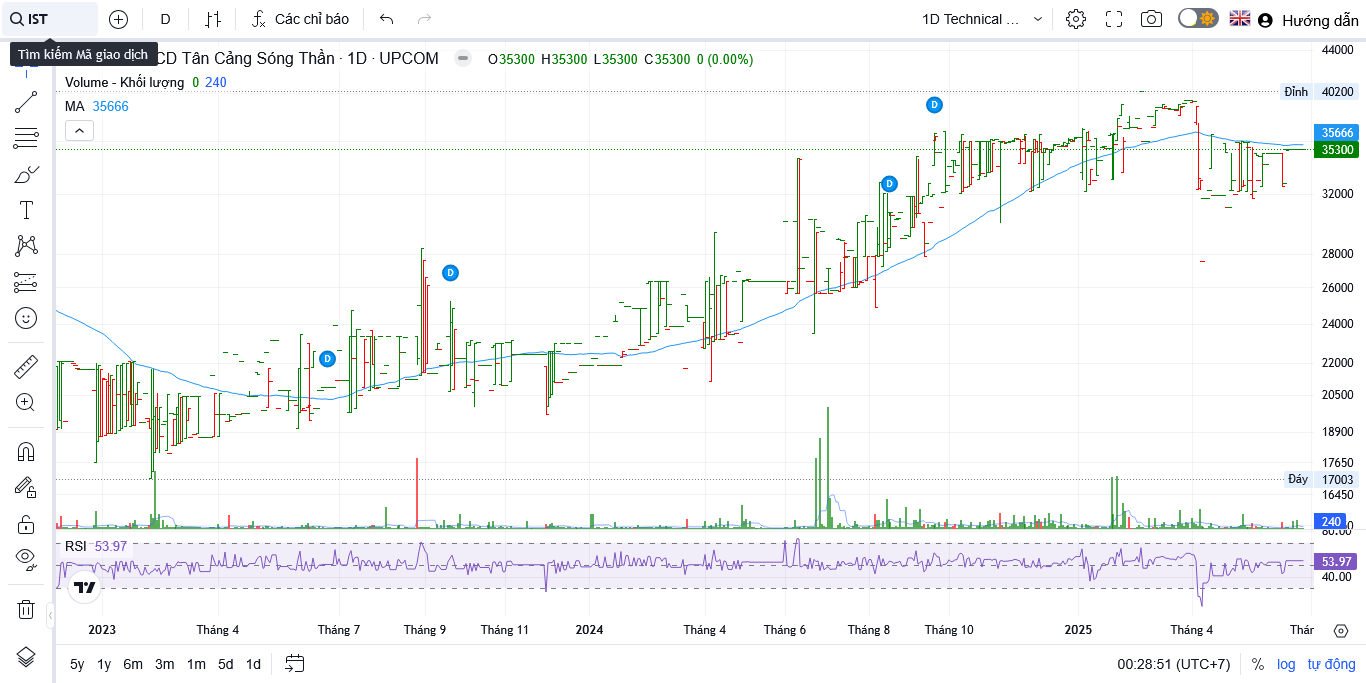 IST
D
Các chỉ báo
1D Technical ...
Hướng dẫn
Tìm kiếm Mã giao dịch
CD Tân Cảng Sóng Thần · 1D · UPCOM
O35300 H35300 L35300 C35300 0 (0.00%)
Volume - Khối lượng 0 240
MA 35666
D
D
D
D
44000
Đỉnh 40200
35666
35300
32000
28000
26000
24000
22000
20500
18900
17650
Đáy 17003
16450
240
RSI 53.97
53.97
40.00
2023
Tháng 4
Tháng 7
Tháng 9
Tháng 11
2024
Tháng 4
Tháng 6
Tháng 8
Tháng 10
2025
Tháng 4
Thár
5y 1y 6m 3m 1m 5d 1d
00:28:51 (UTC+7)
%
log
tự động